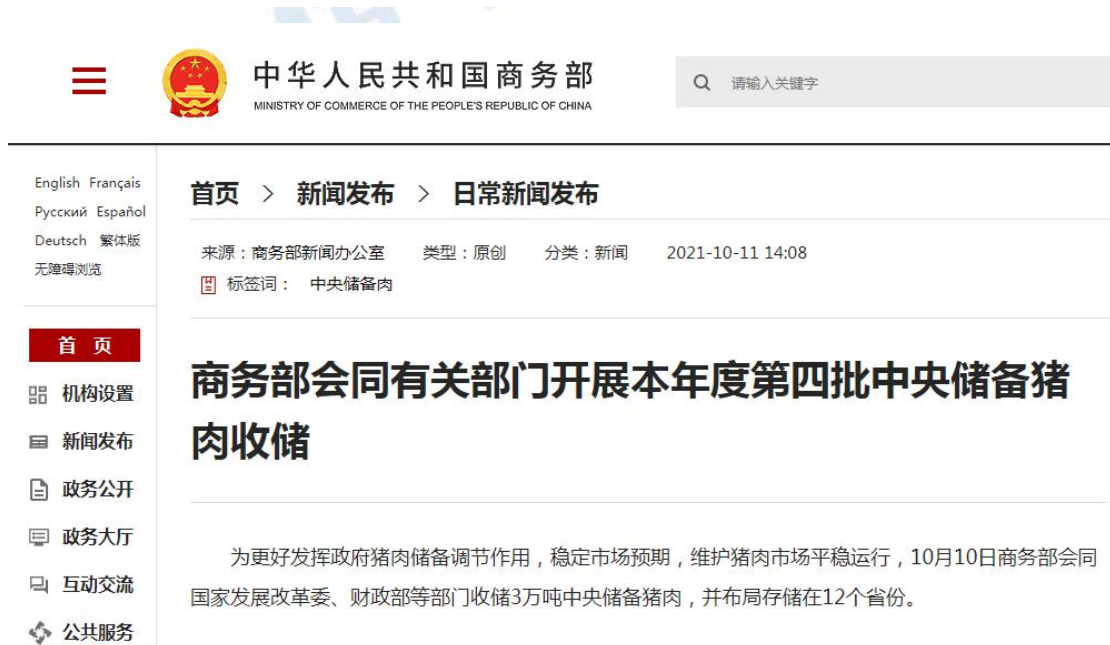 中华人民共和国商务部
MINISTRY OF COMMERCE OF THE PEOPLE'S REPUBLIC OF CHINA
请输入关键字
English Français
Русский Español
Deutsch 繁体版
无障碍浏览
首页 > 新闻发布 > 日常新闻发布
来源：商务部新闻办公室 类型：原创 分类：新闻 2021-10-11 14:08
标签词： 中央储备肉
首 页
机构设置
新闻发布
政务公开
政务大厅
互动交流
公共服务
商务部会同有关部门开展本年度第四批中央储备猪
肉收储
为更好发挥政府猪肉储备调节作用，稳定市场预期，维护猪肉市场平稳运行，10月10日商务部会同
国家发展改革委、财政部等部门收储3万吨中央储备猪肉，并布局存储在12个省份。